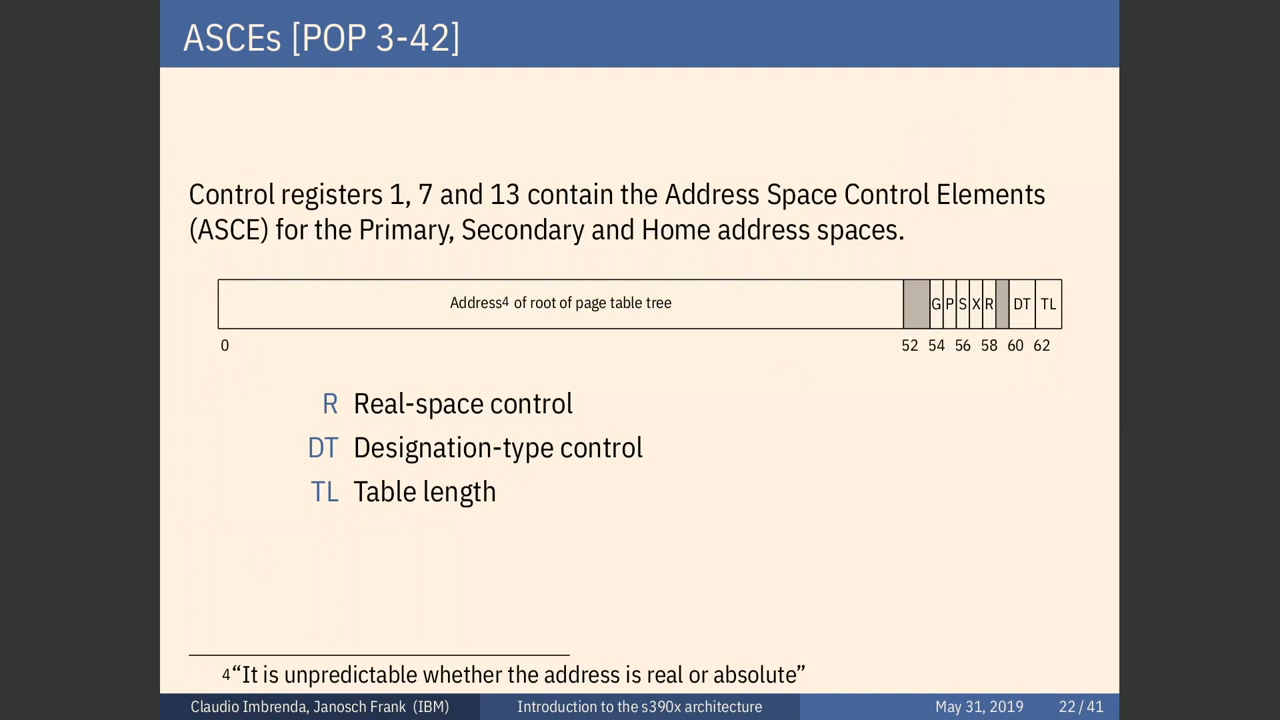 ASCEs [POP 3-42]
Control registers 1, 7 and 13 contain the Address Space Control Elements
(ASCE) for the Primary, Secondary and Home address spaces.
Address4 of root of page table tree G P S X R DT TL
0 52 54 56 58 60 62
R Real-space control
DT Designation-type control
TL Table length
4“It is unpredictable whether the address is real or absolute”
Claudio Imbrenda, Janosch Frank (IBM) Introduction to the s390x architecture May 31, 2019 22 / 41